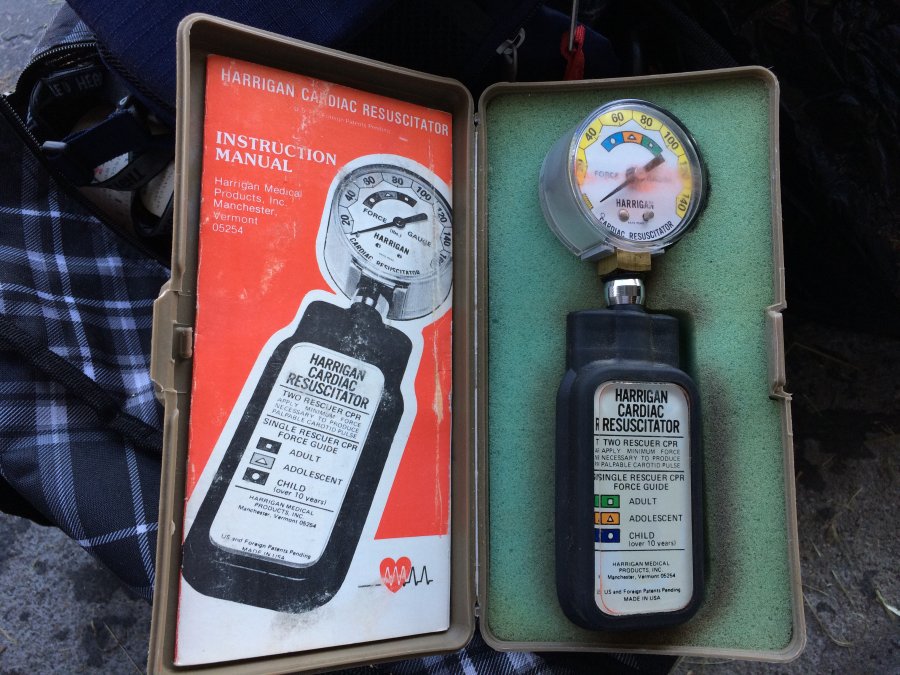 HARRIGAN CARDIAC RESUSCITATOR
U.S. and Foreign Patents Pending
INSTRUCTION
MANUAL
Harrigan Medical
Products, Inc.
Manchester,
Vermont
05254
20 40 60 80 100 120 140
FORCE (lbs.) GAUGE
HARRIGAN
CARDIAC RESUSCITATOR
HARRIGAN
CARDIAC
RESUSCITATOR
TWO RESCUER CPR
APPLY MINIMUM FORCE
NECESSARY TO PRODUCE
PALPABLE CAROTID PULSE
SINGLE RESCUER CPR
FORCE GUIDE
ADULT
ADOLESCENT
CHILD
(over 10 years)
HARRIGAN MEDICAL
PRODUCTS, INC.
Manchester, Vermont 05254
US and Foreign Patents Pending
MADE IN USA
40 60 80 100 140
FORCE
HARRIGAN
CARDIAC RESUSCITATOR
HARRIGAN
CARDIAC
RESUSCITATOR
TWO RESCUER CPR
APPLY MINIMUM FORCE
NECESSARY TO PRODUCE
PALPABLE CAROTID PULSE
SINGLE RESCUER CPR
FORCE GUIDE
ADULT
ADOLESCENT
CHILD
(over 10 years)
HARRIGAN MEDICAL
PRODUCTS, INC.
Manchester, Vermont 05254
US and Foreign Patents Pending
MADE IN USA